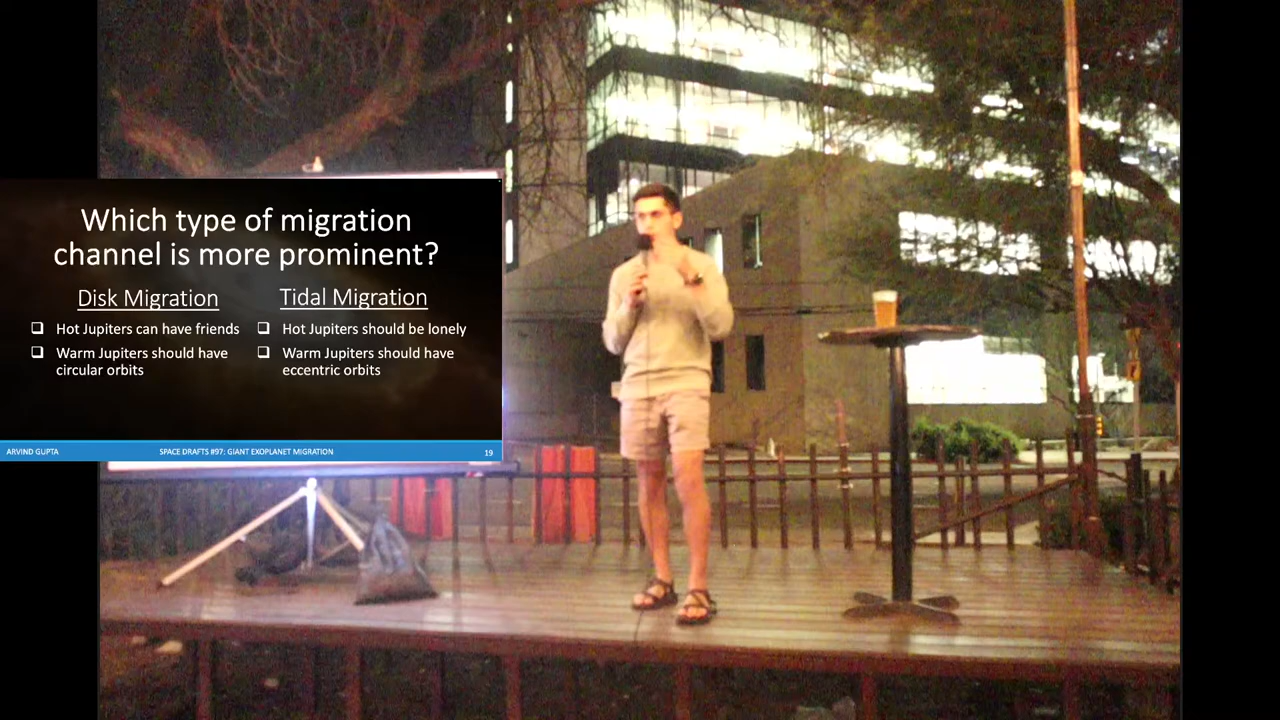 Which type of migration
channel is more prominent?
Disk Migration
❑ Hot Jupiters can have friends
❑ Warm Jupiters should have
circular orbits
Tidal Migration
❑ Hot Jupiters should be lonely
❑ Warm Jupiters should have
eccentric orbits
ARVIND GUPTA SPACE DRAFTS #97: GIANT EXOPLANET MIGRATION 19